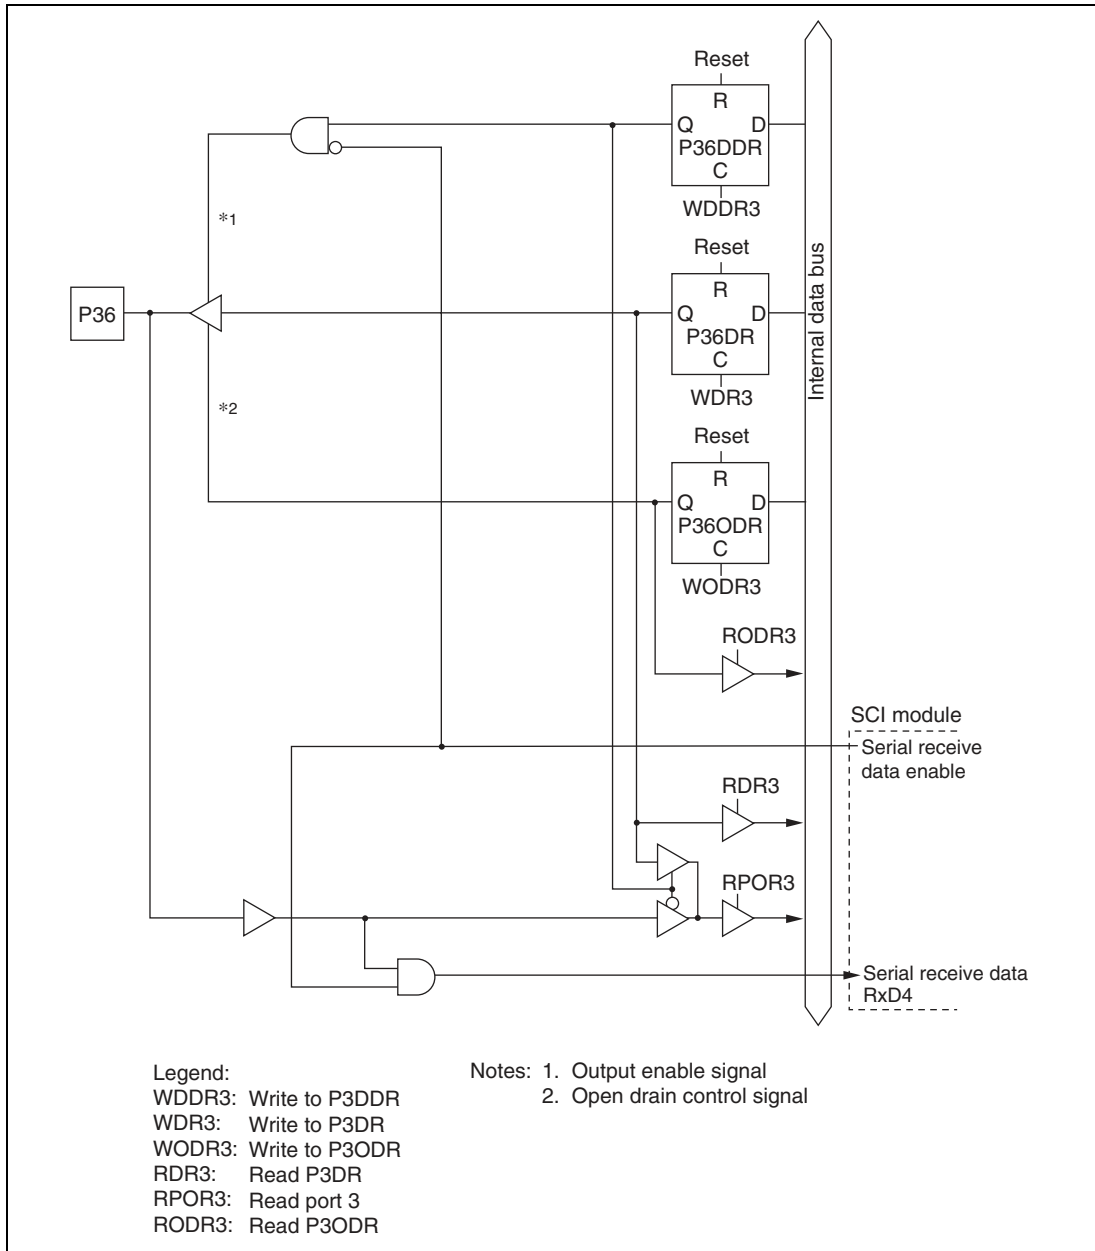 Reset
R
Q D
P36DDR
C
WDDR3
*1
Reset
R
P36
Q D
P36DR
C
WDR3
Internal data bus
*2
Reset
R
Q D
P36ODR
C
WODR3
RODR3
SCI module
Serial receive
data enable
RDR3
RPOR3
Serial receive data
RxD4
Legend:
WDDR3: Write to P3DDR
WDR3: Write to P3DR
WODR3: Write to P3ODR
RDR3: Read P3DR
RPOR3: Read port 3
RODR3: Read P3ODR
Notes: 1. Output enable signal
2. Open drain control signal